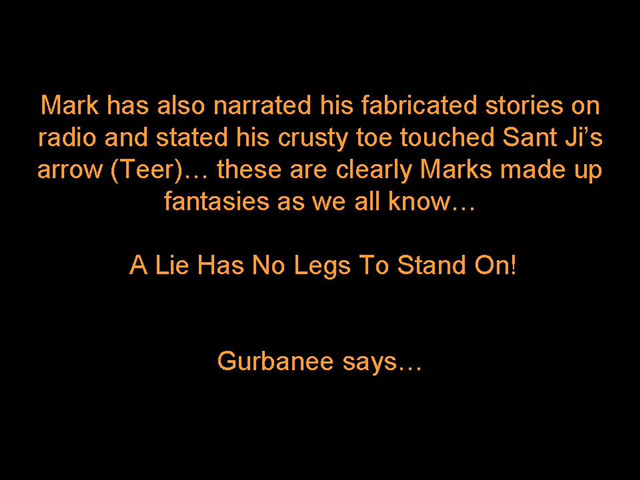 Mark has also narrated his fabricated stories on
radio and stated his crusty toe touched Sant Ji's
arrow (Teer)… these are clearly Marks made up
fantasies as we all know…
A Lie Has No Legs To Stand On!
Gurbanee says…